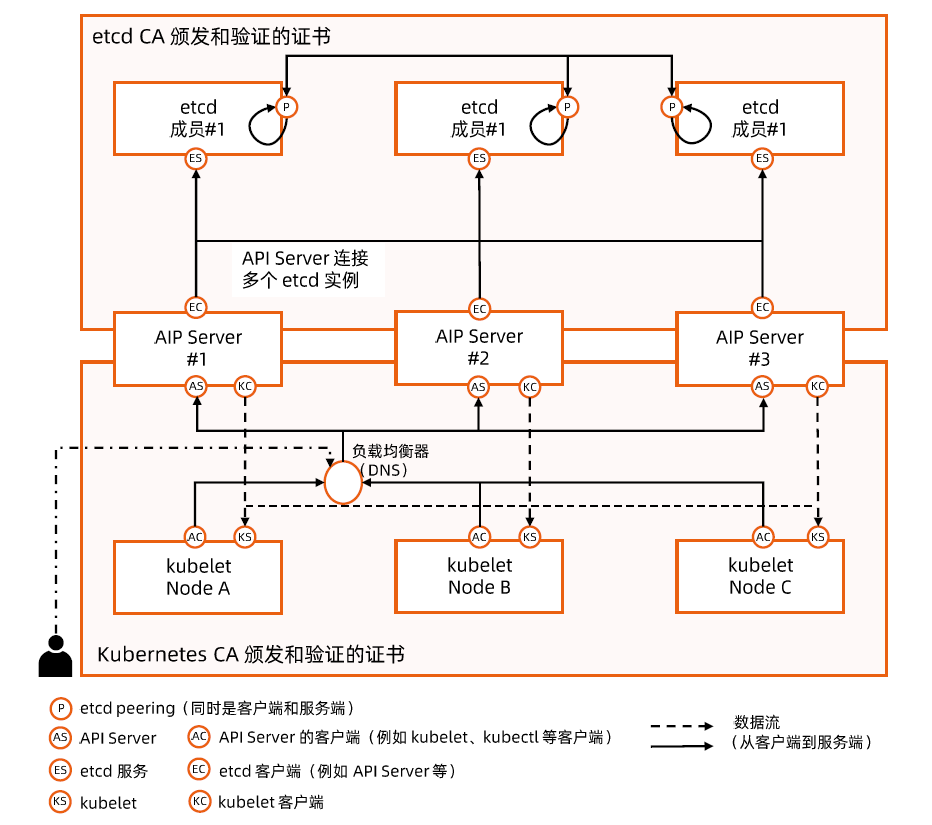 etcd CA 颁发和验证的证书
P
P
P
etcd
成员#1
etcd
成员#1
etcd
成员#1
ES
ES
ES
API Server 连接
多个 etcd 实例
EC
EC
EC
AIP Server
#1
AIP Server
#2
AIP Server
#3
AS
KC
AS
KC
AS
KC
负载均衡器
(DNS)
AC
KS
AC
KS
AC
KS
kubelet
Node A
kubelet
Node B
kubelet
Node C
Kubernetes CA 颁发和验证的证书
P etcd peering（同时是客户端和服务端）
AS API Server
AC API Server 的客户端（例如 kubelet、kubectl 等客户端）
ES etcd 服务
EC etcd 客户端（例如 API Server 等）
KS kubelet
KC kubelet 客户端
数据流
（从客户端到服务端）